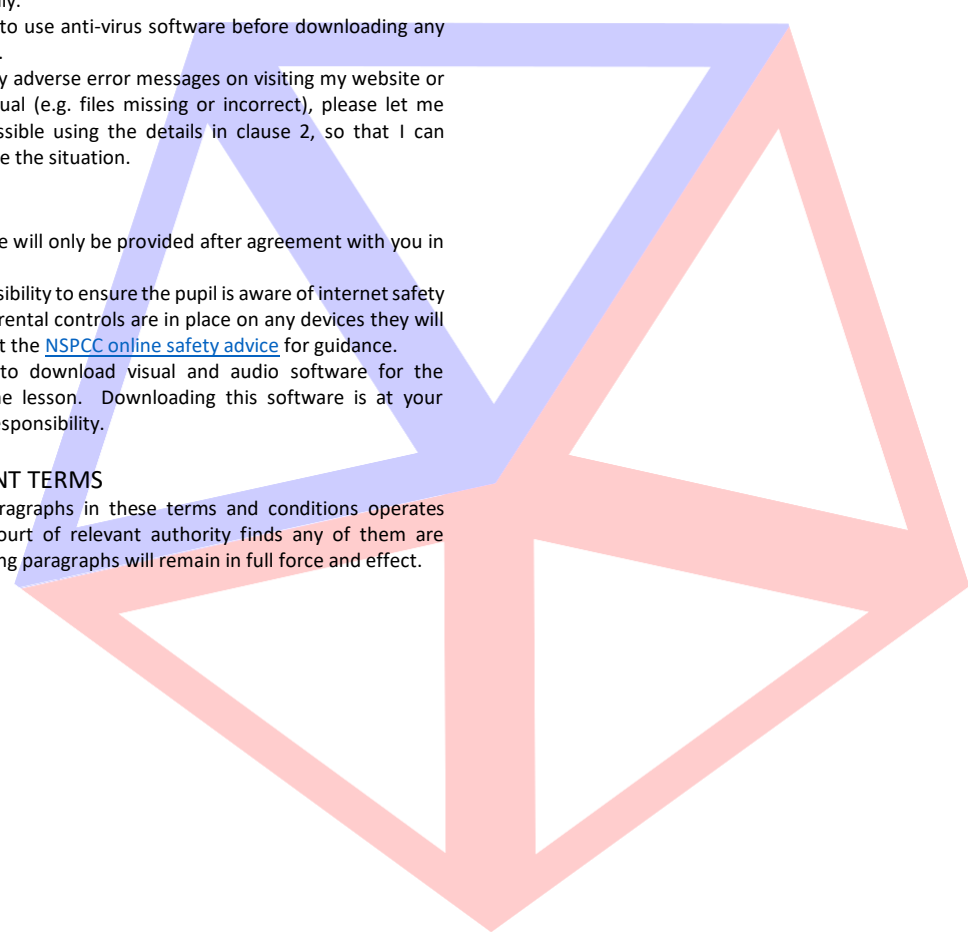 to use anti-virus software before downloading any
y adverse error messages on visiting my website or
ual (e.g. files missing or incorrect), please let me
ssible using the details in clause 2, so that I can
e the situation.
e will only be provided after agreement with you in
sibility to ensure the pupil is aware of internet safety
rental controls are in place on any devices they will
t the NSPCC online safety advice for guidance.
to download visual and audio software for the
ne lesson. Downloading this software is at your
esponsibility.
NT TERMS
ragraphs in these terms and conditions operates
ourt of relevant authority finds any of them are
ng paragraphs will remain in full force and effect.